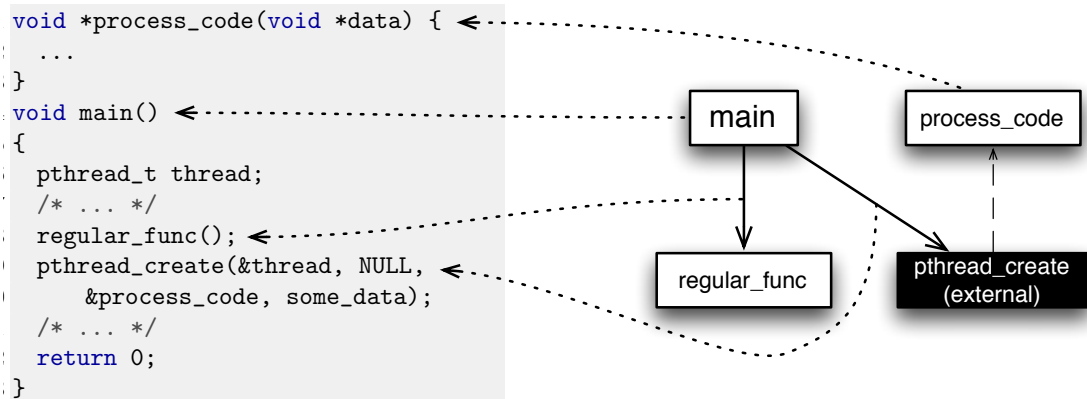 void *process_code(void *data) {
  ...
}
void main()
{
  pthread_t thread;
  /* ... */
  regular_func();
  pthread_create(&thread, NULL,
      &process_code, some_data);
  /* ... */
  return 0;
}
main
process_code
regular_func
pthread_create
(external)